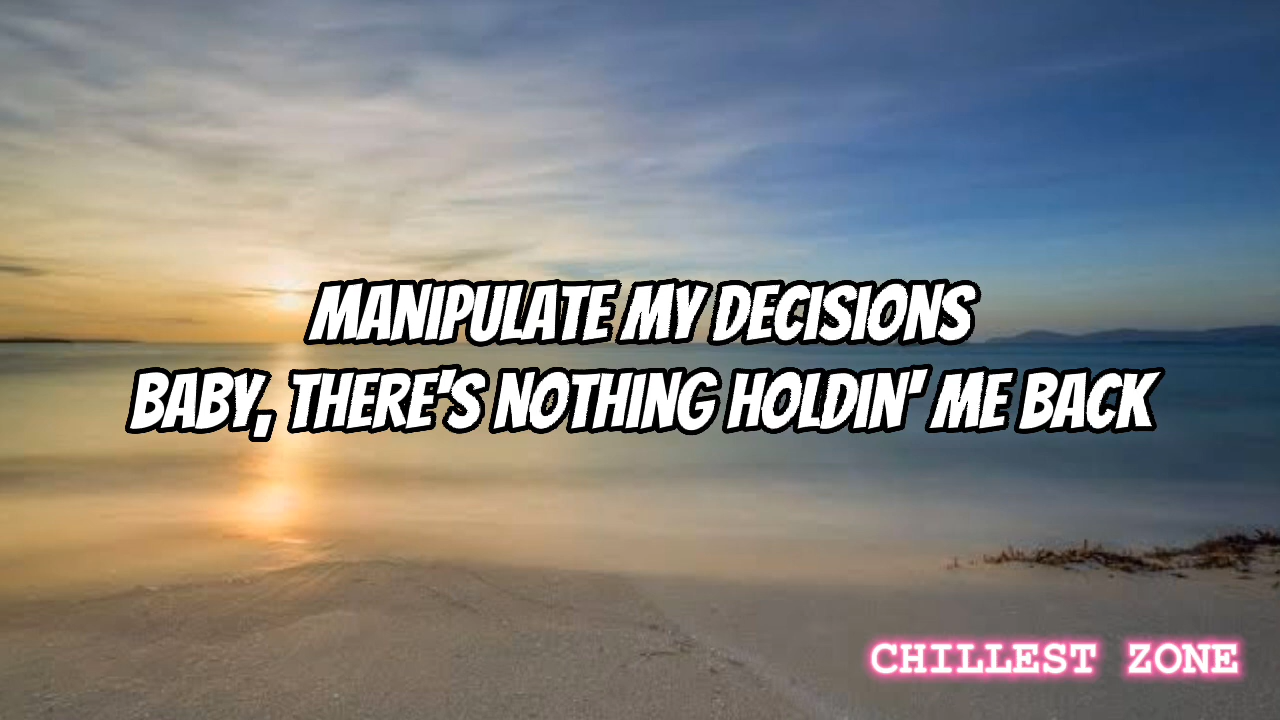 MANIPULATE MY DECISIONS
BABY, THERE'S NOTHING HOLDIN' ME BACK
CHILLEST ZONE